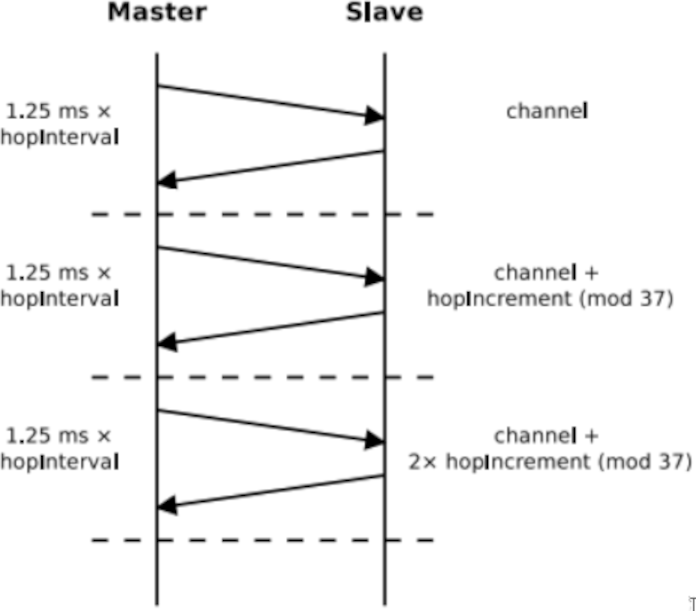 Master
Slave
1.25 ms ×
hopInterval
channel
1.25 ms ×
hopInterval
channel +
hopIncrement (mod 37)
1.25 ms ×
hopInterval
channel +
2× hopIncrement (mod 37)